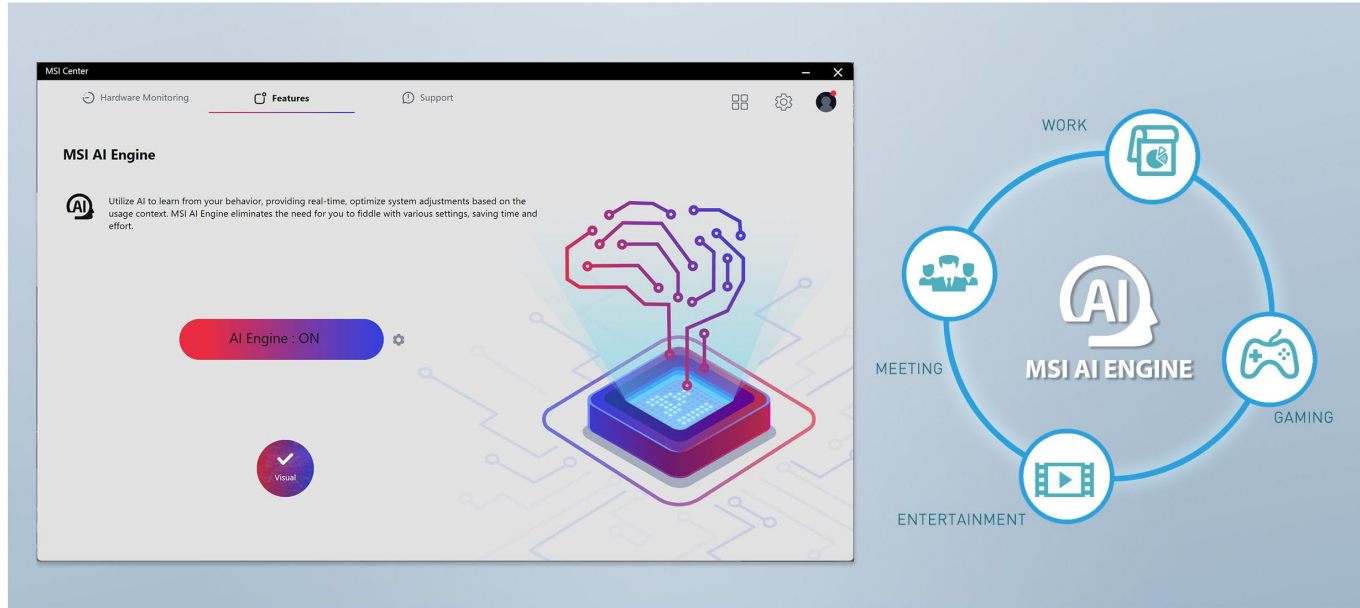 MSI Center
Hardware Monitoring
Features
Support
MSI AI Engine
AI
Utilize AI to learn from your behavior, providing real-time, optimize system adjustments based on the
usage context. MSI AI Engine eliminates the need for you to fiddle with various settings, saving time and
effort.
AI Engine : ON
Visual
WORK
MEETING
AI
MSI AI ENGINE
GAMING
ENTERTAINMENT